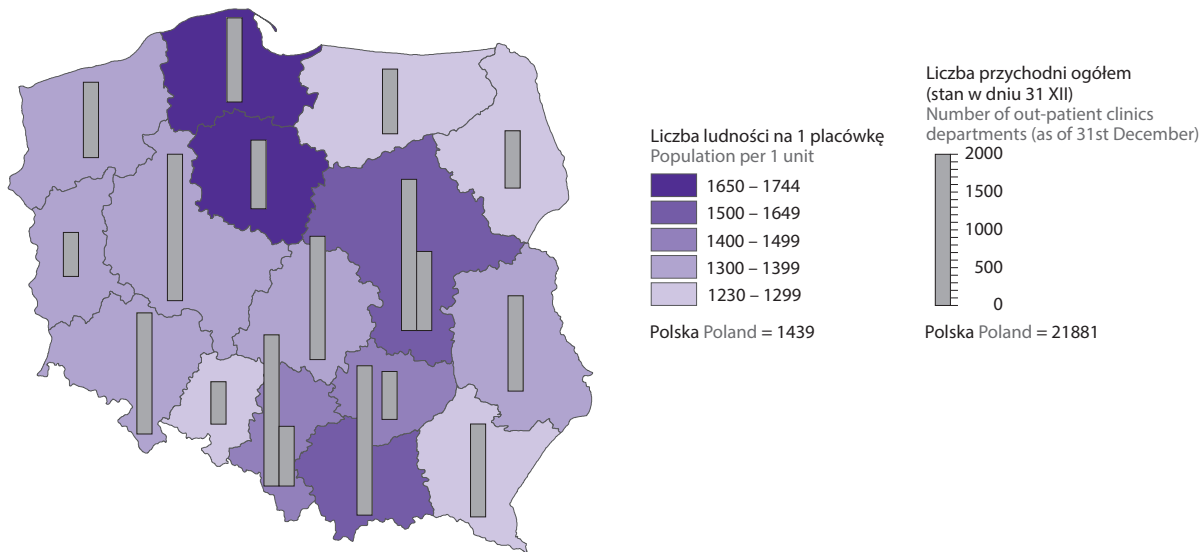 Liczba ludności na 1 placówkę
Population per 1 unit
1650 – 1744
1500 – 1649
1400 – 1499
1300 – 1399
1230 – 1299
Polska Poland = 1439
Liczba przychodni ogółem
(stan w dniu 31 XII)
Number of out-patient clinics
departments (as of 31st December)
2000
1500
1000
500
0
Polska Poland = 21881